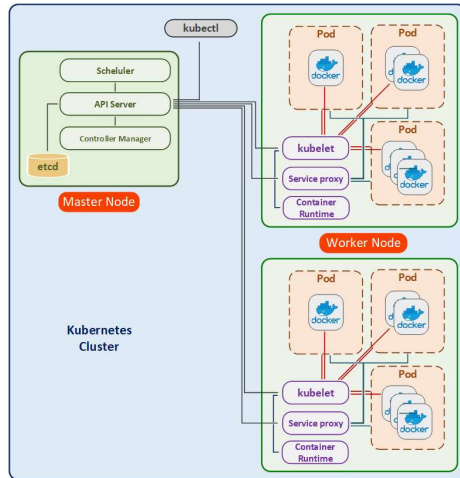 kubectl
Scheluler
API Server
Controller Manager
etcd
Master Node
Kubernetes
Cluster
Pod
docker
Pod
docker
Pod
docker
kubelet
Service proxy
Container
Runtime
Worker Node
Pod
docker
Pod
docker
Pod
docker
kubelet
Service proxy
Container
Runtime